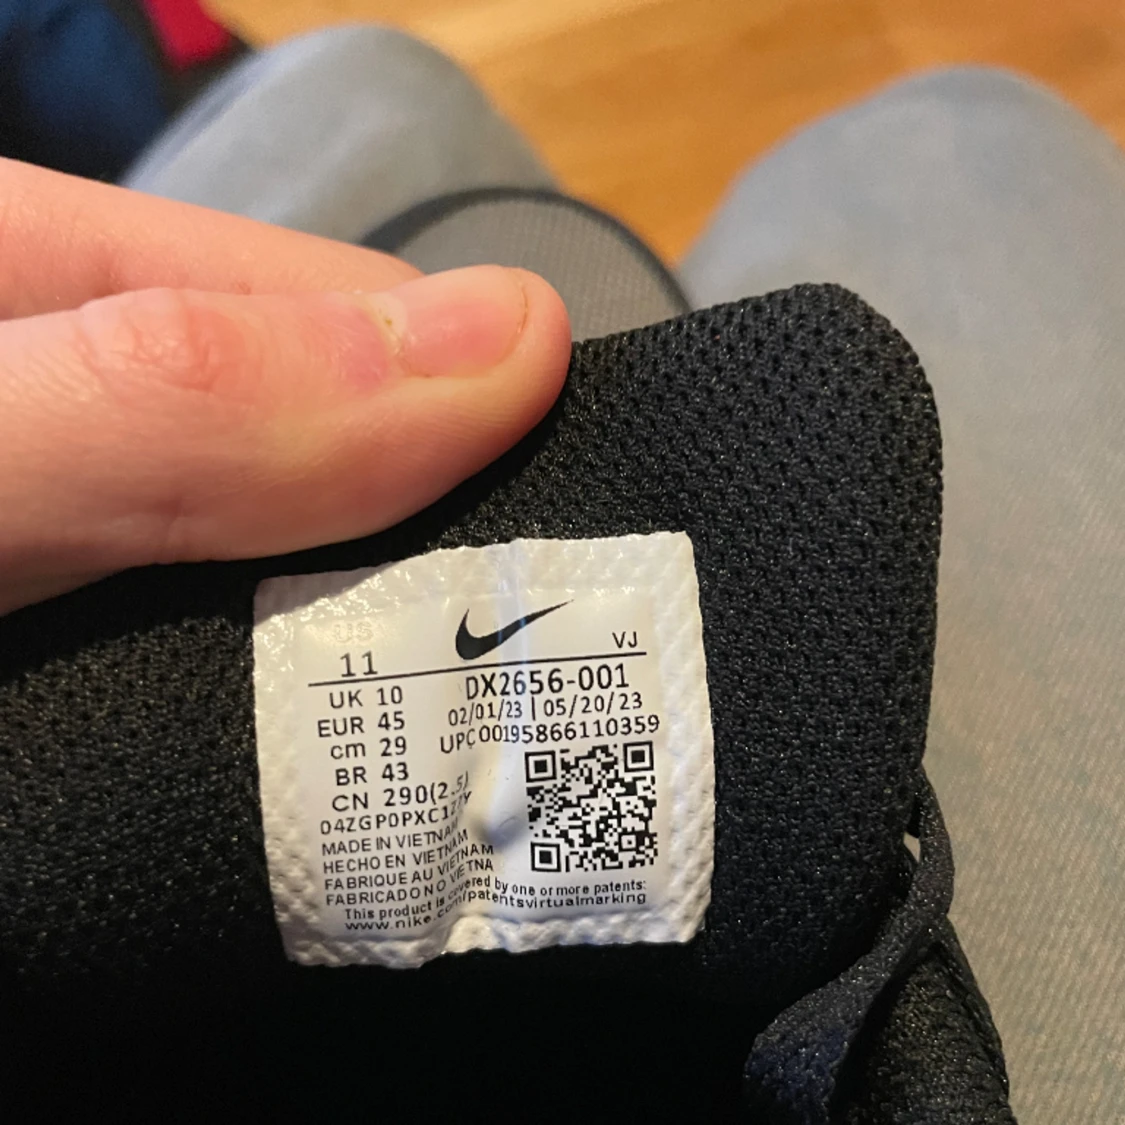 US
11
VJ
UK 10
EUR 45
cm 29
BR 43
CN 290(2.5)
DX2656-001
02/01/23 | 05/20/23
UPC 00195866110359
MADE IN VIETNAM
HECHO EN VIETNAM
FABRIQUE AU VIETNAM
FABRICADO NO VIETNA
This product is covered by one or more patents:
www.nike.com/patentsvirtualmarking